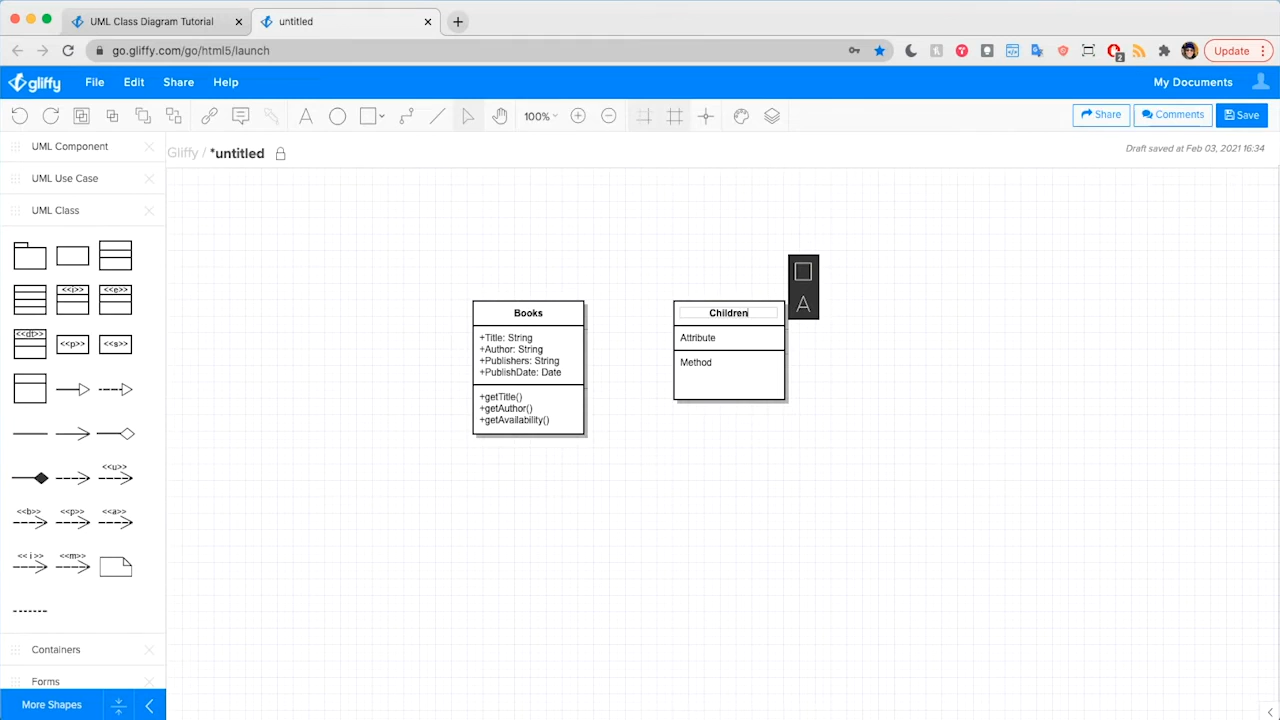 UML Class Diagram Tutorial
untitled
go.gliffy.com/go/html5/launch
2
Update
gliffy
File
Edit
Share
Help
My Documents
A
100%
Share
Comments
Save
UML Component
Gliffy / *untitled
Draft saved at Feb 03, 2021 16:34
UML Use Case
UML Class
<<i>>
<<e>>
<<dt>>
<<p>>
<<s>>
<<u>>
<<b>>
<<p>>
<<a>>
<<i>>
<<m>>
Containers
Forms
More Shapes
Books
+Title: String
+Author: String
+Publishers: String
+PublishDate: Date
+getTitle()
+getAuthor()
+getAvailability()
Children
Attribute
Method
A